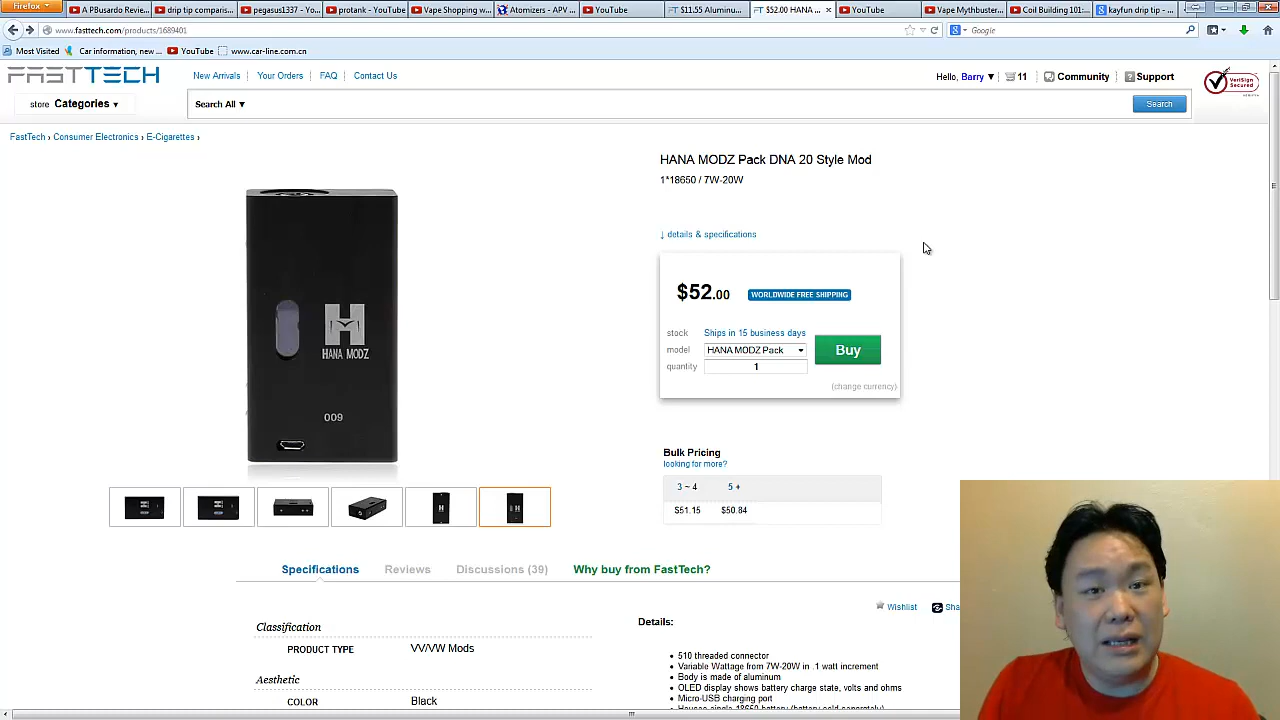 Firefox
A PBusardo Revie...
drip tip comparis...
pegasus1337 - Yo...
protank - YouTube
Vape Shopping w...
Atomizers - APV ...
YouTube
$11.55 Aluminu...
$52.00 HANA ...
YouTube
Vape Mythbuster...
Coil Building 101:...
kayfun drip tip - ...
www.fasttech.com/products/1689401
Google
Most Visited
Car information, new ...
YouTube
www.car-line.com.cn
FASTTECH
New Arrivals
Your Orders
FAQ
Contact Us
Hello, Barry ▼
11
Community
Support
VeriSign
Secured
store Categories ▼
Search All ▼
Search
FastTech › Consumer Electronics › E-Cigarettes ›
HANA MODZ Pack DNA 20 Style Mod
1*18650 / 7W-20W
↓ details & specifications
$52.00
WORLDWIDE FREE SHIPPING
stock Ships in 15 business days
model HANA MODZ Pack
Buy
quantity 1
(change currency)
H
HANA MODZ
009
Bulk Pricing
looking for more?
3 ~ 4 5 +
$51.15 $50.84
Specifications
Reviews
Discussions (39)
Why buy from FastTech?
Wishlist
Sha
Classification
PRODUCT TYPE VV/VW Mods
Aesthetic
COLOR Black
Details:
510 threaded connector
Variable Wattage from 7W-20W in .1 watt increment
Body is made of aluminum
OLED display shows battery charge state, volts and ohms
Micro-USB charging port